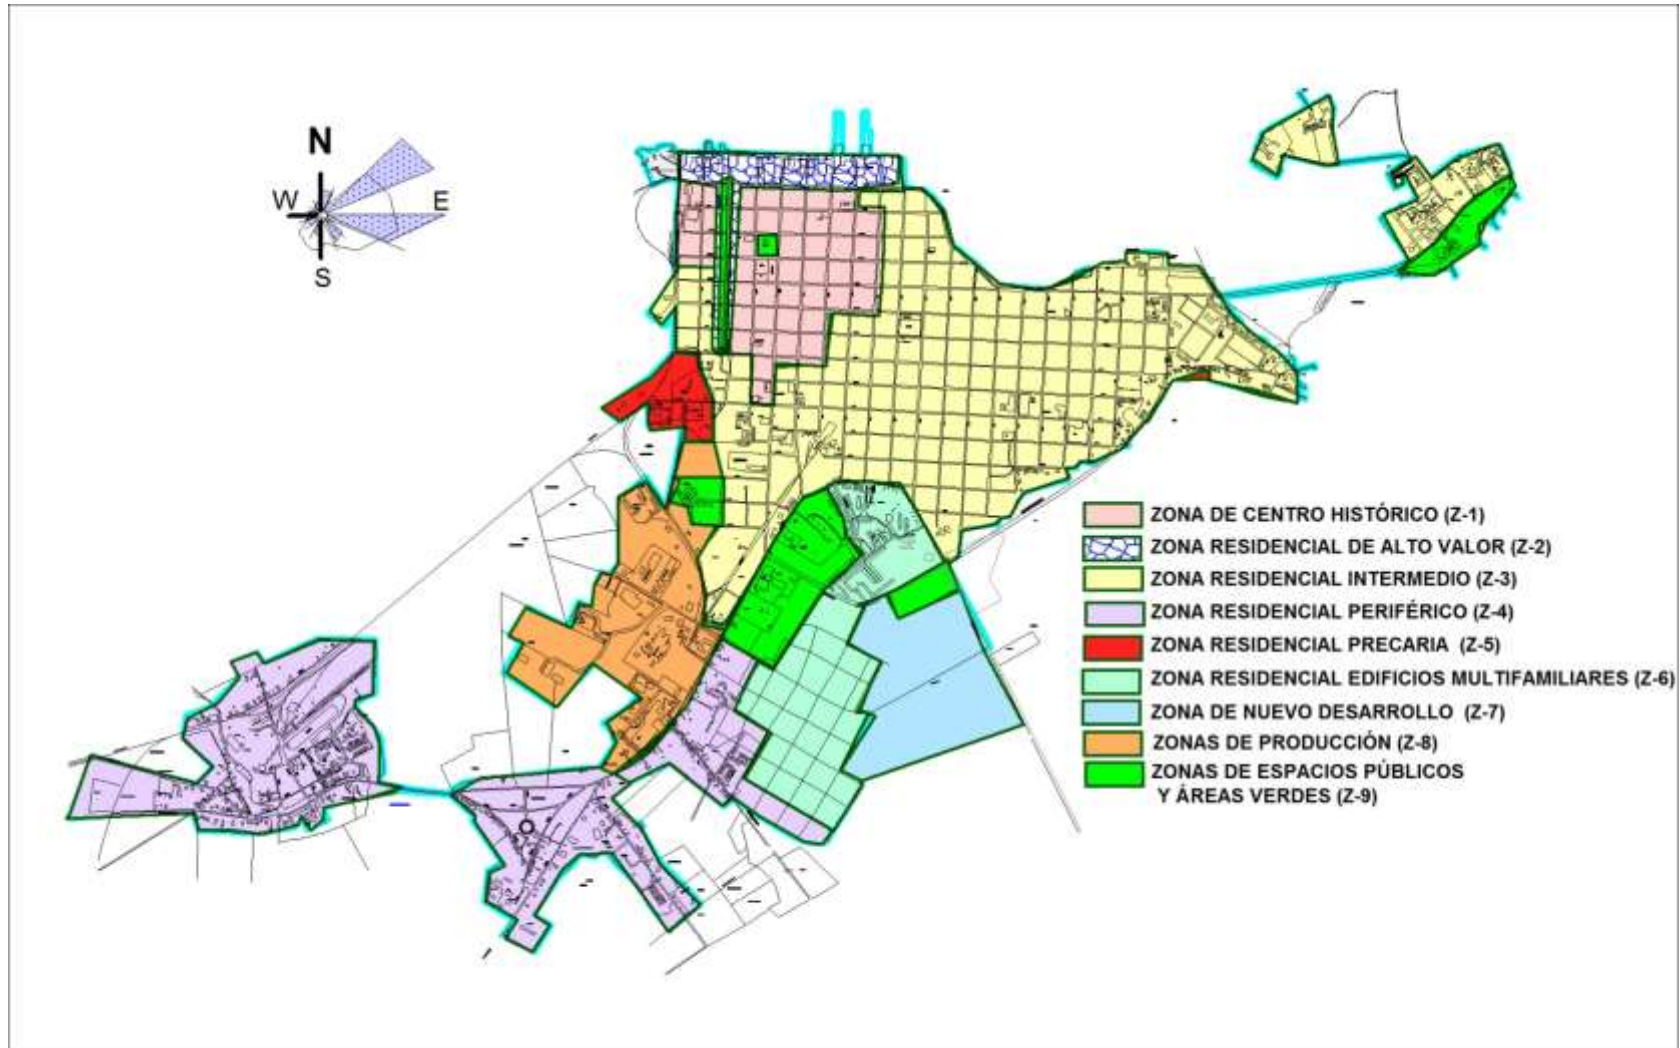 N
W E
S
ZONA DE CENTRO HISTÓRICO (Z-1)
ZONA RESIDENCIAL DE ALTO VALOR (Z-2)
ZONA RESIDENCIAL INTERMEDIO (Z-3)
ZONA RESIDENCIAL PERIFÉRICO (Z-4)
ZONA RESIDENCIAL PRECARIA (Z-5)
ZONA RESIDENCIAL EDIFICIOS MULTIFAMILIARES (Z-6)
ZONA DE NUEVO DESARROLLO (Z-7)
ZONAS DE PRODUCCIÓN (Z-8)
ZONAS DE ESPACIOS PÚBLICOS
Y ÁREAS VERDES (Z-9)